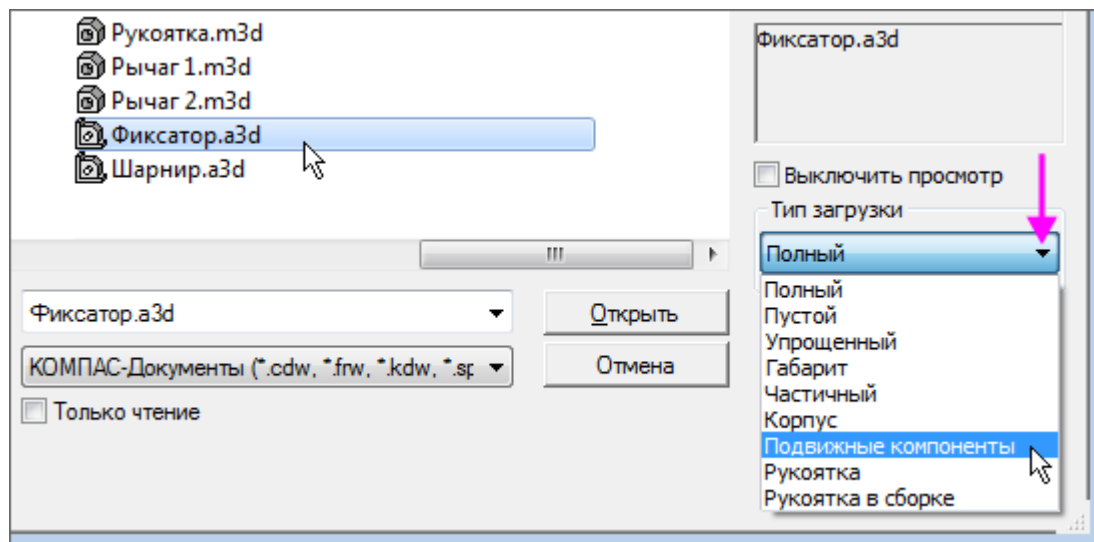 Рукоятка.m3d
Рычаг 1.m3d
Рычаг 2.m3d
Фиксатор.a3d
Шарнир.a3d
Фиксатор.a3d
Выключить просмотр
Тип загрузки
Полный
Полный
Пустой
Упрощенный
Габарит
Частичный
Корпус
Подвижные компоненты
Рукоятка
Рукоятка в сборке
Фиксатор.a3d
Открыть
КОМПАС-Документы (*.cdw, *.frw, *.kdw, *.sp
Отмена
Только чтение